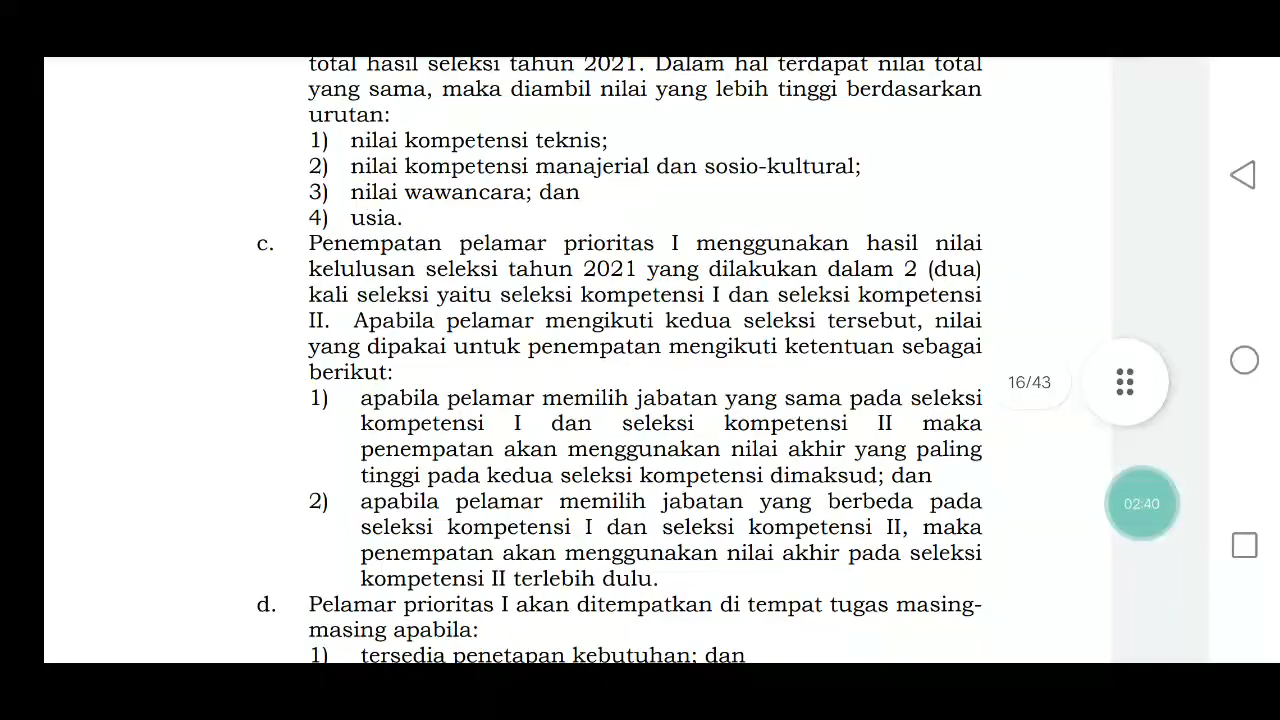 total hasil seleksi tahun 2021. Dalam hal terdapat nilai total
yang sama, maka diambil nilai yang lebih tinggi berdasarkan
urutan:
1) nilai kompetensi teknis;
2) nilai kompetensi manajerial dan sosio-kultural;
3) nilai wawancara; dan
4) usia.
c. Penempatan pelamar prioritas I menggunakan hasil nilai
kelulusan seleksi tahun 2021 yang dilakukan dalam 2 (dua)
kali seleksi yaitu seleksi kompetensi I dan seleksi kompetensi
II. Apabila pelamar mengikuti kedua seleksi tersebut, nilai
yang dipakai untuk penempatan mengikuti ketentuan sebagai
berikut:
1) apabila pelamar memilih jabatan yang sama pada seleksi
kompetensi I dan seleksi kompetensi II maka
penempatan akan menggunakan nilai akhir yang paling
tinggi pada kedua seleksi kompetensi dimaksud; dan
2) apabila pelamar memilih jabatan yang berbeda pada
seleksi kompetensi I dan seleksi kompetensi II, maka
penempatan akan menggunakan nilai akhir pada seleksi
kompetensi II terlebih dulu.
d. Pelamar prioritas I akan ditempatkan di tempat tugas masing-
masing apabila:
1) tersedia penetapan kebutuhan; dan
16/43
02:40